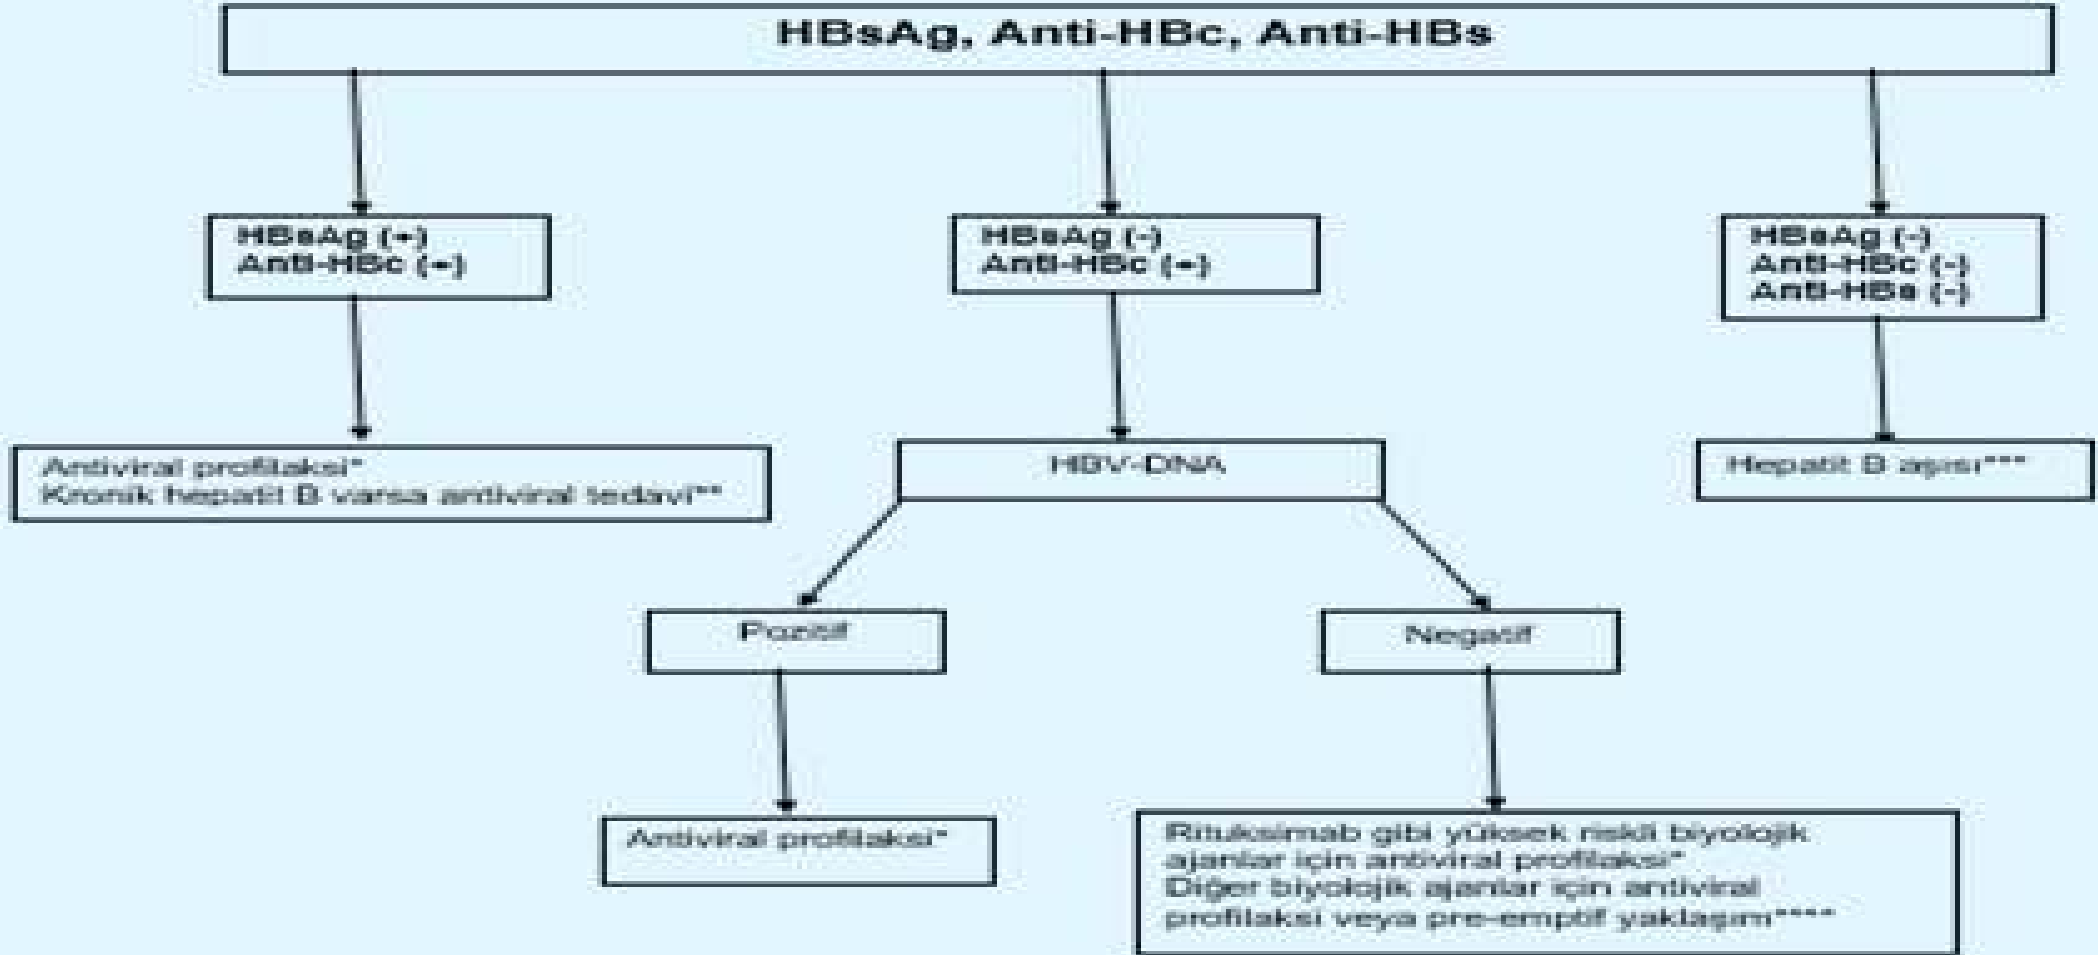 HBsAg, Anti-HBc, Anti-HBs
HBsAg (+)
Anti-HBc (+)
HBsAg (-)
Anti-HBc (+)
HBsAg (-)
Anti-HBc (-)
Anti-HBs (-)
Antiviral profilaksi*
Kronik hepatit B varsa antiviral tedavi**
HBV-DNA
Hepatit B aşısı***
Pozitif
Negatif
Antiviral profilaksi*
Rituksimab gibi yüksek riskli biyolojik
ajanlar için antiviral profilaksi*
Diğer biyolojik ajanlar için antiviral
profilaksi veya pre-emptif yaklaşım****